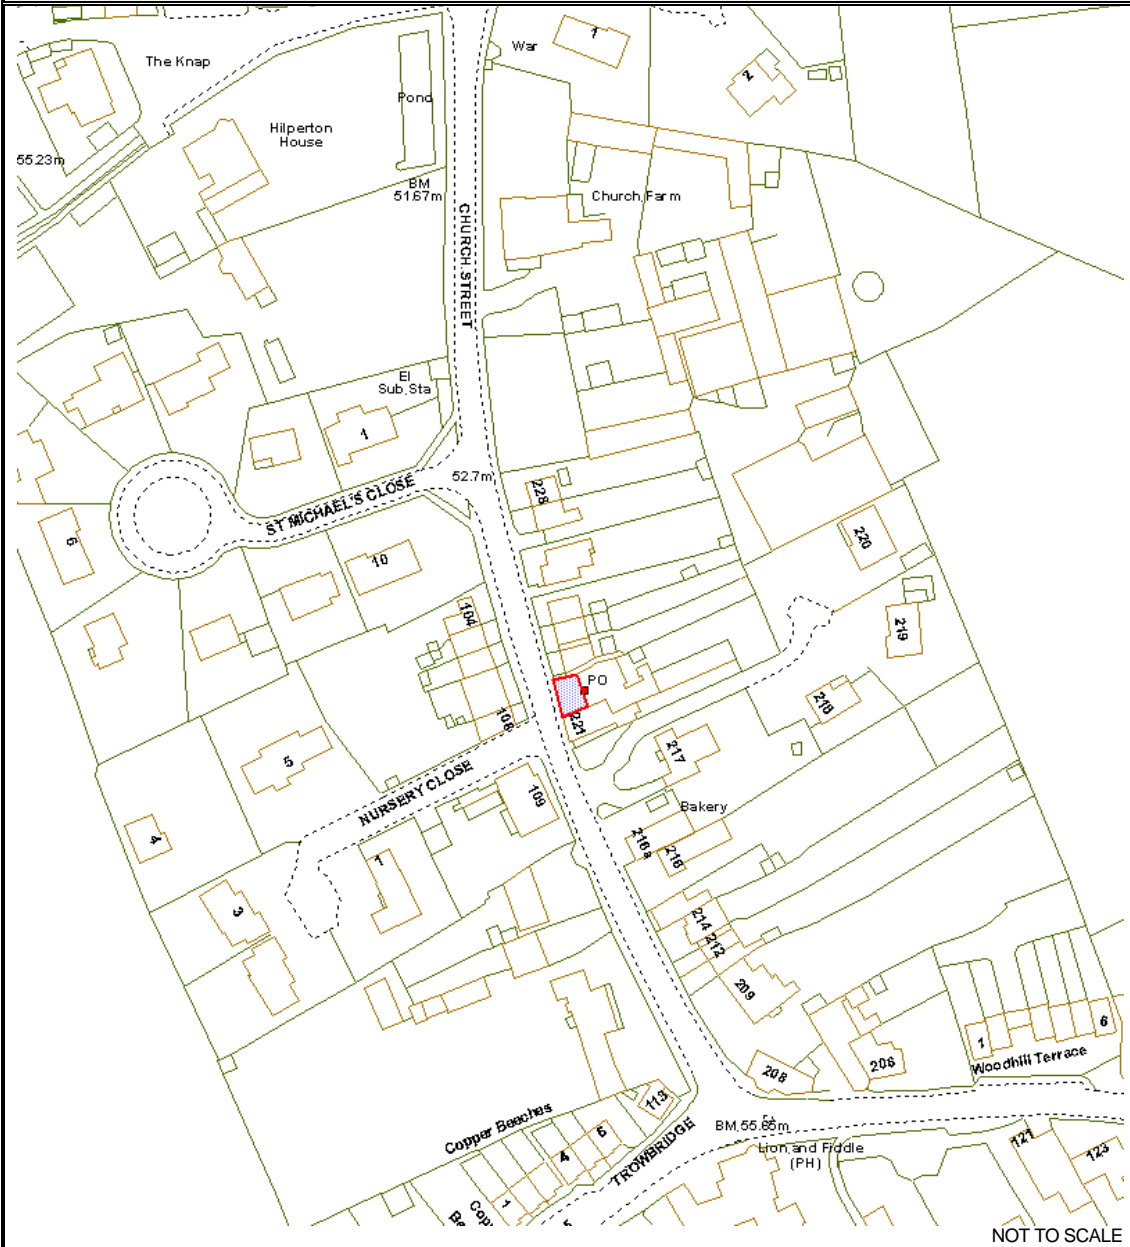 The Knap
War
1
2
Pond
Hilperton
House
55.23m
BM
51.67m
Church Farm
CHURCH STREET
El
Sub Sta
1
52.7m
228
ST MICHAEL'S CLOSE
6
10
220
104
219
PO
221
218
108
217
5
NURSERY CLOSE
109
Bakery
4
216a
216
1
3
214
212
209
1
6
206
208
Woodhill Terrace
113
Copper Beeches
BM 55.65m
6
4
TROWBRIDGE
Lion and Fiddle
(PH)
121
123
1
NOT TO SCALE